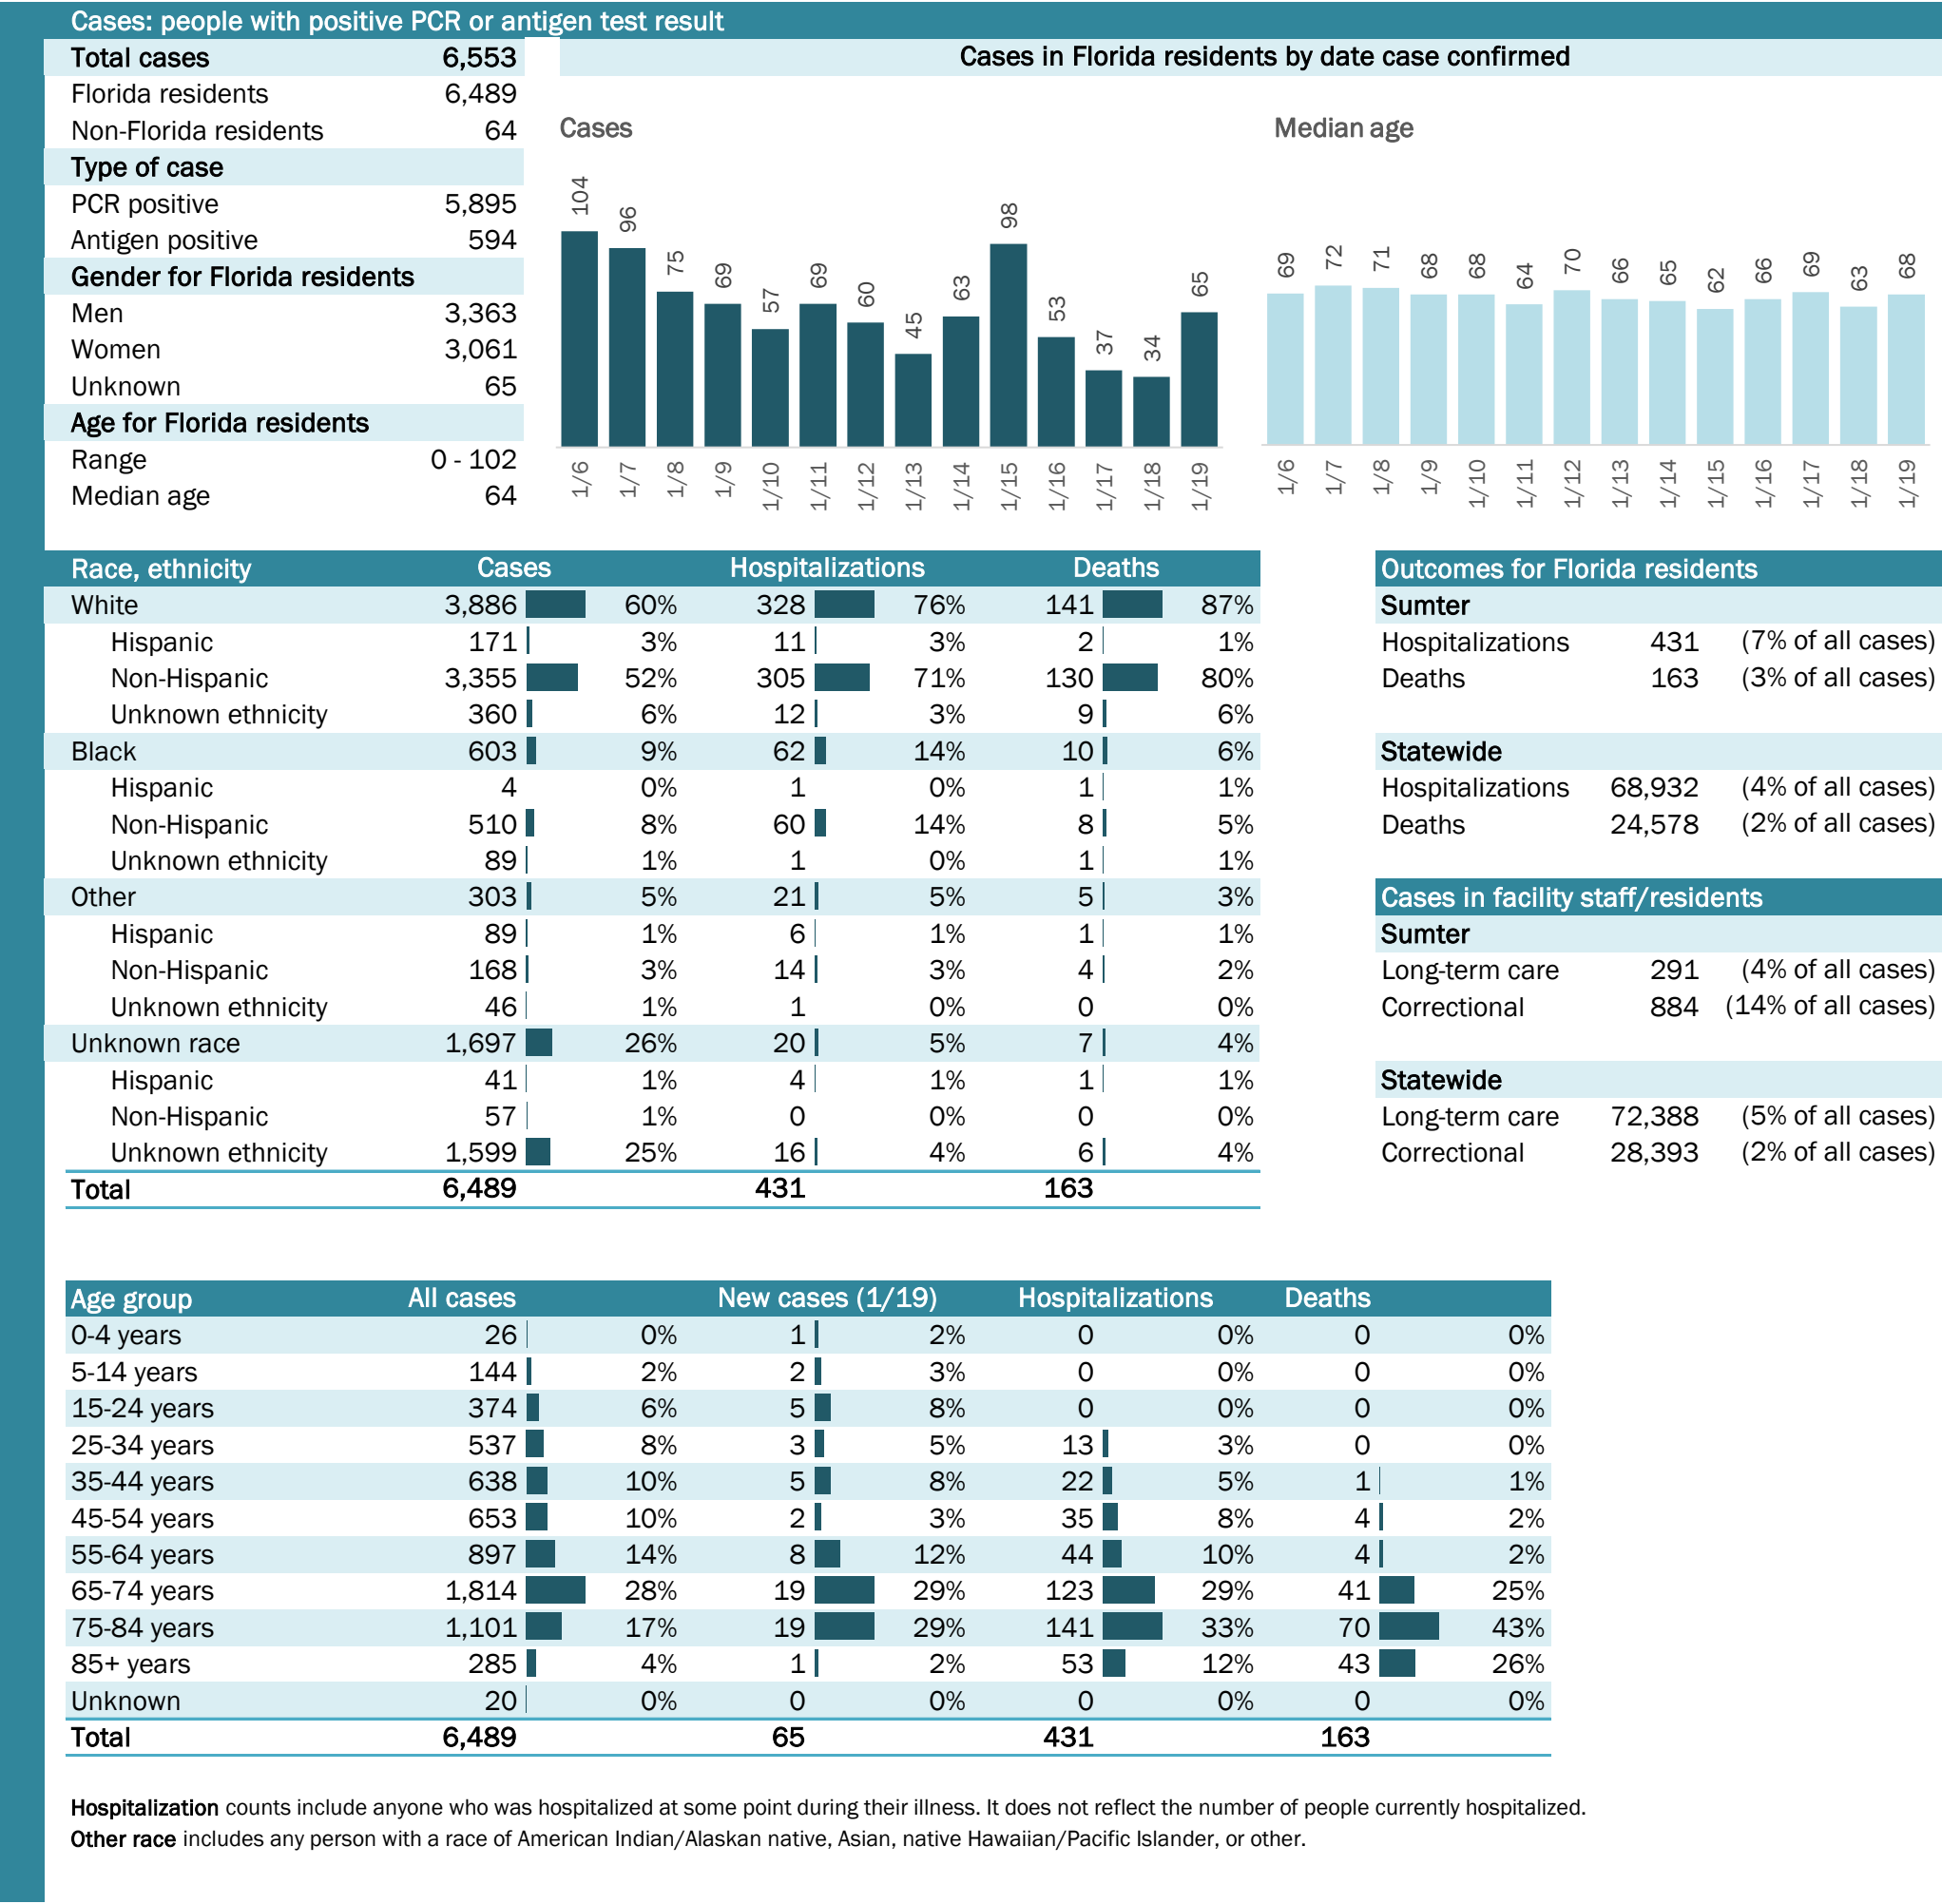 Cases: people with positive PCR or antigen test result
Total cases 6,553
Florida residents 6,489
Non-Florida residents 64
Type of case
PCR positive 5,895
Antigen positive 594
Gender for Florida residents
Men 3,363
Women 3,061
Unknown 65
Age for Florida residents
Range 0 - 102
Median age 64
Cases in Florida residents by date case confirmed
Cases
104 96 75 69 57 69 60 45 63 98 53 37 34 65
1/6 1/7 1/8 1/9 1/10 1/11 1/12 1/13 1/14 1/15 1/16 1/17 1/18 1/19
Median age
69 72 71 68 68 64 70 66 65 62 66 69 63 68
1/6 1/7 1/8 1/9 1/10 1/11 1/12 1/13 1/14 1/15 1/16 1/17 1/18 1/19
Race, ethnicity Cases Hospitalizations Deaths
White 3,886 60% 328 76% 141 87%
Hispanic 171 3% 11 3% 2 1%
Non-Hispanic 3,355 52% 305 71% 130 80%
Unknown ethnicity 360 6% 12 3% 9 6%
Black 603 9% 62 14% 10 6%
Hispanic 4 0% 1 0% 1 1%
Non-Hispanic 510 8% 60 14% 8 5%
Unknown ethnicity 89 1% 1 0% 1 1%
Other 303 5% 21 5% 5 3%
Hispanic 89 1% 6 1% 1 1%
Non-Hispanic 168 3% 14 3% 4 2%
Unknown ethnicity 46 1% 1 0% 0 0%
Unknown race 1,697 26% 20 5% 7 4%
Hispanic 41 1% 4 1% 1 1%
Non-Hispanic 57 1% 0 0% 0 0%
Unknown ethnicity 1,599 25% 16 4% 6 4%
Total 6,489 431 163
Outcomes for Florida residents
Sumter
Hospitalizations 431 (7% of all cases)
Deaths 163 (3% of all cases)
Statewide
Hospitalizations 68,932 (4% of all cases)
Deaths 24,578 (2% of all cases)
Cases in facility staff/residents
Sumter
Long-term care 291 (4% of all cases)
Correctional 884 (14% of all cases)
Statewide
Long-term care 72,388 (5% of all cases)
Correctional 28,393 (2% of all cases)
Age group All cases New cases (1/19) Hospitalizations Deaths
0-4 years 26 0% 1 2% 0 0% 0 0%
5-14 years 144 2% 2 3% 0 0% 0 0%
15-24 years 374 6% 5 8% 0 0% 0 0%
25-34 years 537 8% 3 5% 13 3% 0 0%
35-44 years 638 10% 5 8% 22 5% 1 1%
45-54 years 653 10% 2 3% 35 8% 4 2%
55-64 years 897 14% 8 12% 44 10% 4 2%
65-74 years 1,814 28% 19 29% 123 29% 41 25%
75-84 years 1,101 17% 19 29% 141 33% 70 43%
85+ years 285 4% 1 2% 53 12% 43 26%
Unknown 20 0% 0 0% 0 0% 0 0%
Total 6,489 65 431 163
Hospitalization counts include anyone who was hospitalized at some point during their illness. It does not reflect the number of people currently hospitalized.
Other race includes any person with a race of American Indian/Alaskan native, Asian, native Hawaiian/Pacific Islander, or other.